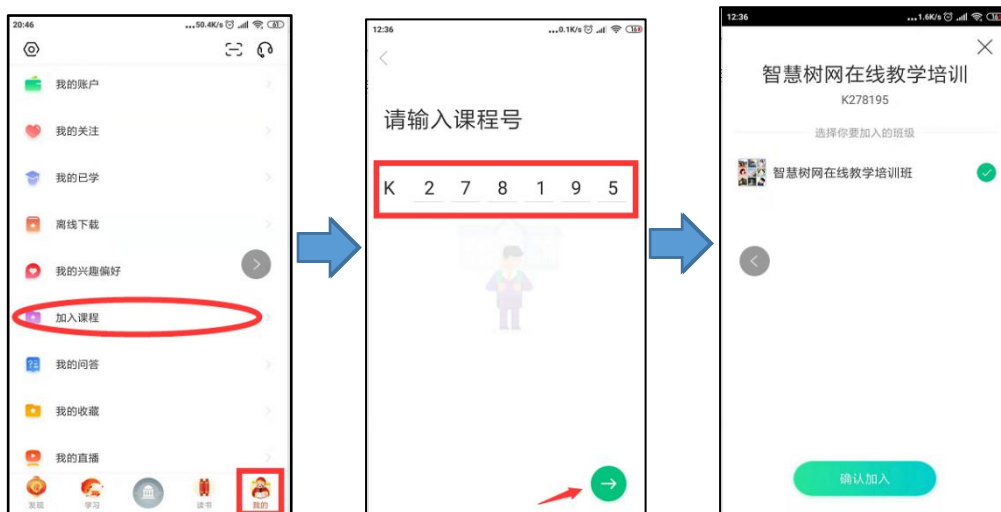 20:46
...50.4K/s
61
我的账户
我的关注
我的已学
离线下载
我的兴趣偏好
加入课程
我的问答
我的收藏
我的直播
发现
学习
读书
我的
12:36
...0.1K/s
16
请输入课程号
K 2 7 8 1 9 5
12:36
...1.6K/s
智慧树网在线教学培训
K278195
选择你要加入的班级
智慧树网在线教学培训班
确认加入